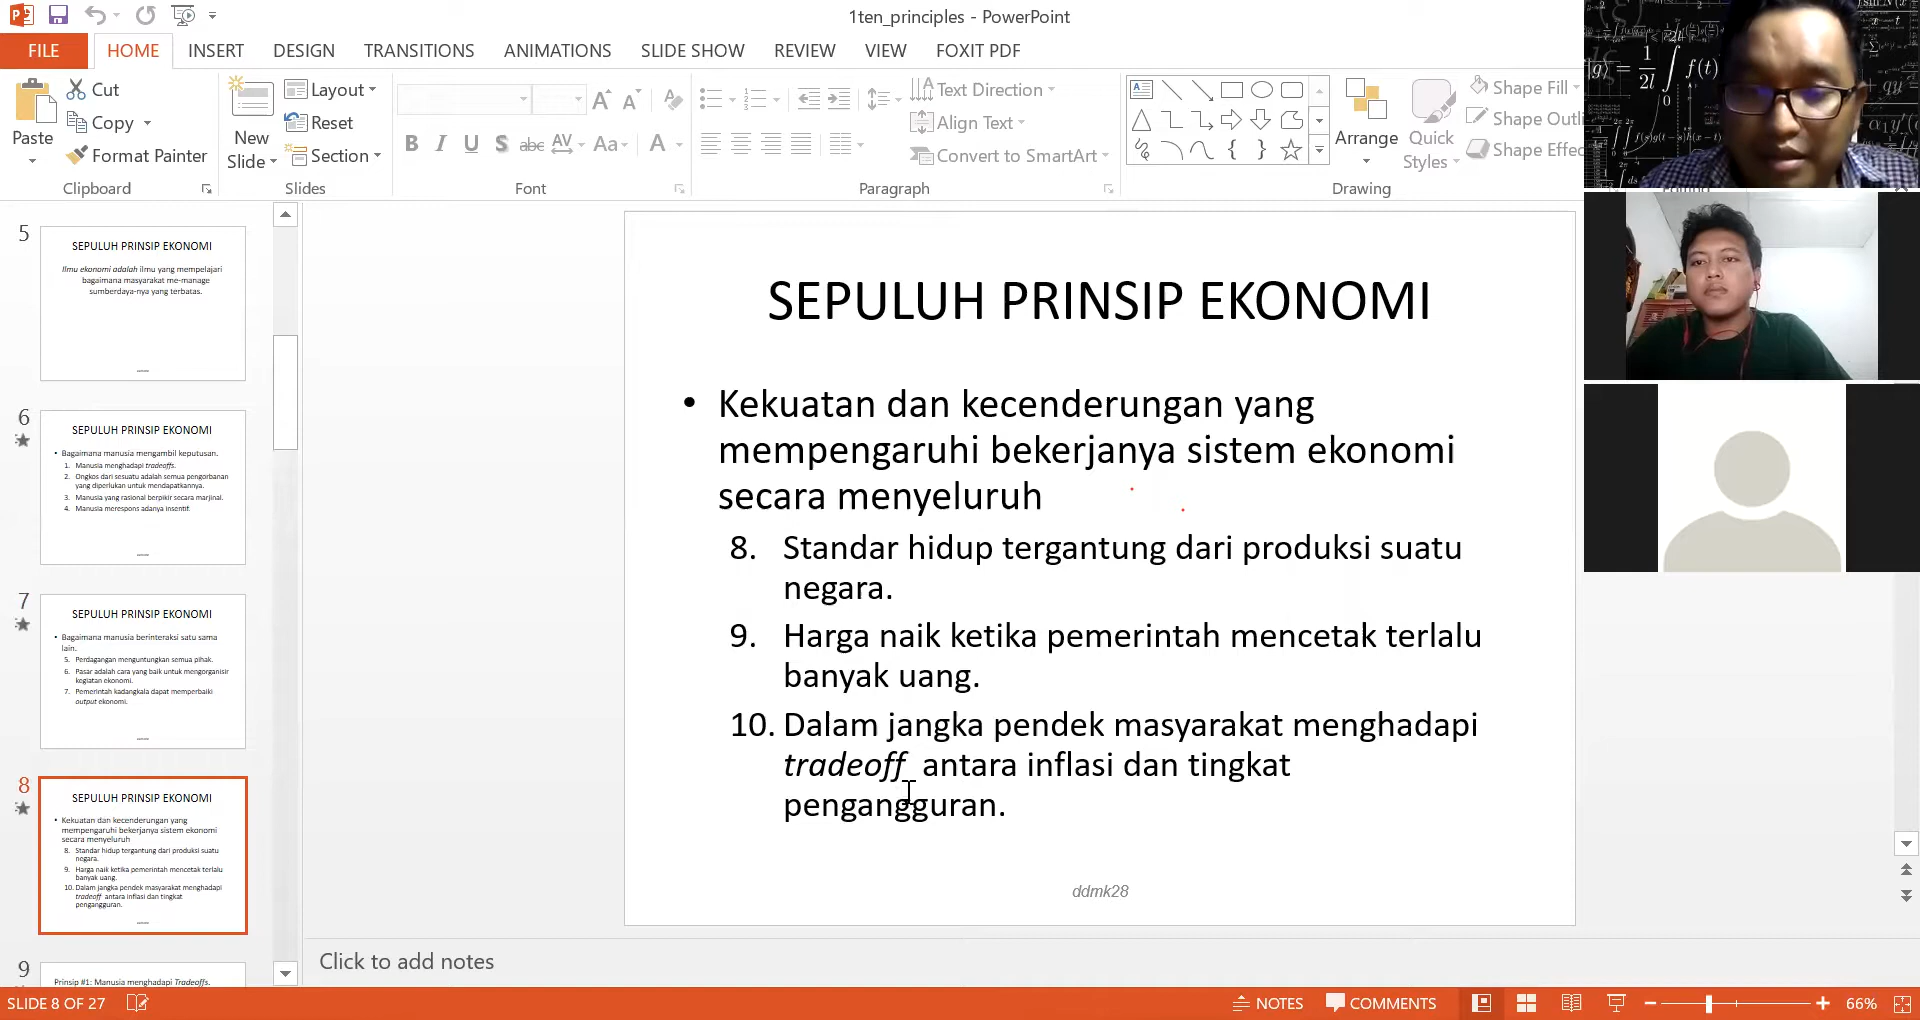 1ten_principles - PowerPoint
FILE
HOME
INSERT
DESIGN
TRANSITIONS
ANIMATIONS
SLIDE SHOW
REVIEW
VIEW
FOXIT PDF
Paste
Cut
Copy
Format Painter
Clipboard
New
Slide
Layout
Reset
Section
Slides
B I U S abc AV Aa A
Font
Text Direction
Align Text
Convert to SmartArt
Paragraph
Arrange
Quick
Styles
Shape Fill
Shape Outli
Shape Effec
Drawing
5
SEPULUH PRINSIP EKONOMI
Ilmu ekonomi adalah ilmu yang mempelajari
bagaimana masyarakat me-manage
sumberdaya-nya yang terbatas.
6
SEPULUH PRINSIP EKONOMI
• Bagaimana manusia mengambil keputusan.
1. Manusia menghadapi tradeoffs.
2. Ongkos dari sesuatu adalah semua pengorbanan
yang diperlukan untuk mendapatkannya.
3. Manusia yang rasional berpikir secara marjinal.
4. Manusia merespons adanya insentif.
7
SEPULUH PRINSIP EKONOMI
• Bagaimana manusia berinteraksi satu sama
lain.
5. Perdagangan menguntungkan semua pihak.
6. Pasar adalah cara yang baik untuk mengorganisir
kegiatan ekonomi.
7. Pemerintah kadangkala dapat memperbaiki
output ekonomi.
8
SEPULUH PRINSIP EKONOMI
• Kekuatan dan kecenderungan yang
mempengaruhi bekerjanya sistem ekonomi
secara menyeluruh
8. Standar hidup tergantung dari produksi suatu
negara.
9. Harga naik ketika pemerintah mencetak terlalu
banyak uang.
10. Dalam jangka pendek masyarakat menghadapi
tradeoff antara inflasi dan tingkat
pengangguran.
9
Prinsip #1: Manusia menghadapi Tradeoffs.
SEPULUH PRINSIP EKONOMI
• Kekuatan dan kecenderungan yang
mempengaruhi bekerjanya sistem ekonomi
secara menyeluruh
8. Standar hidup tergantung dari produksi suatu
negara.
9. Harga naik ketika pemerintah mencetak terlalu
banyak uang.
10. Dalam jangka pendek masyarakat menghadapi
tradeoff antara inflasi dan tingkat
pengangguran.
ddmk28
Click to add notes
SLIDE 8 OF 27
NOTES
COMMENTS
66%